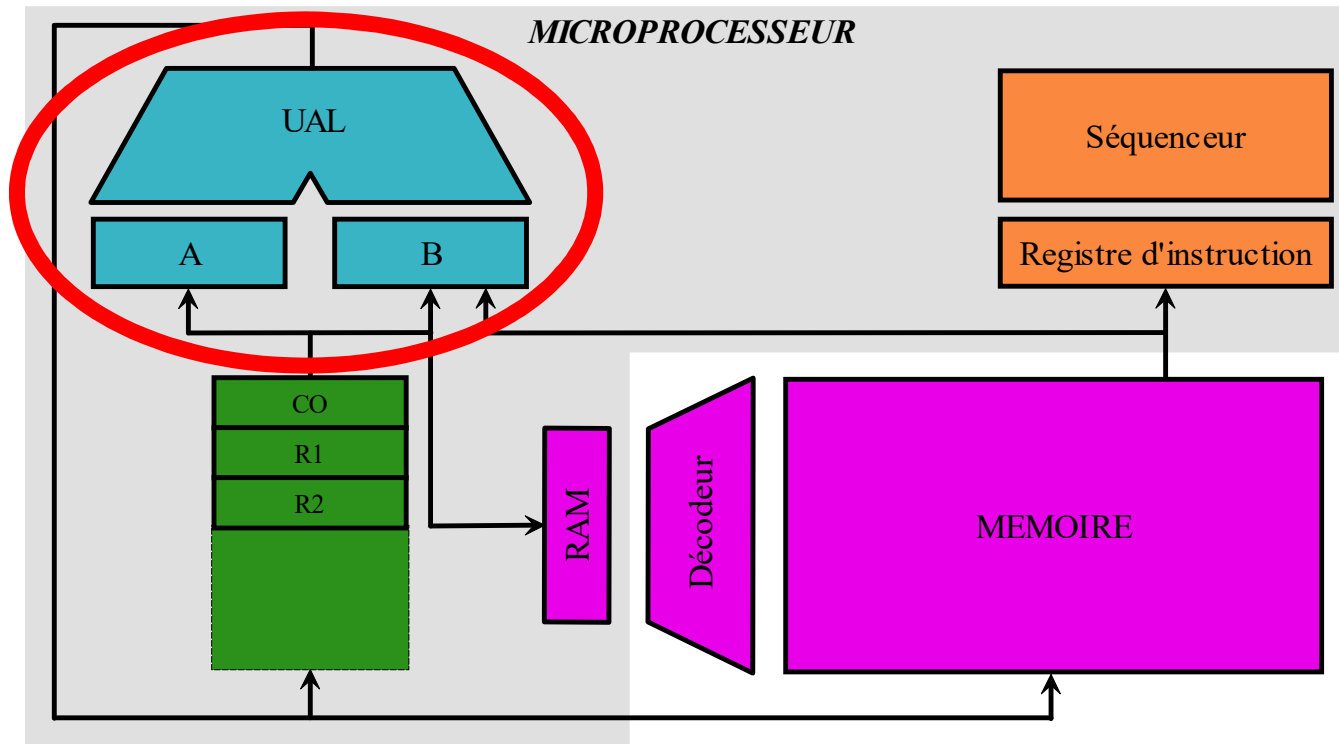 MICROPROCESSEUR
UAL
Séquenceur
A
B
Registre d'instruction
CO
R1
R2
RAM
Décodeur
MEMOIRE